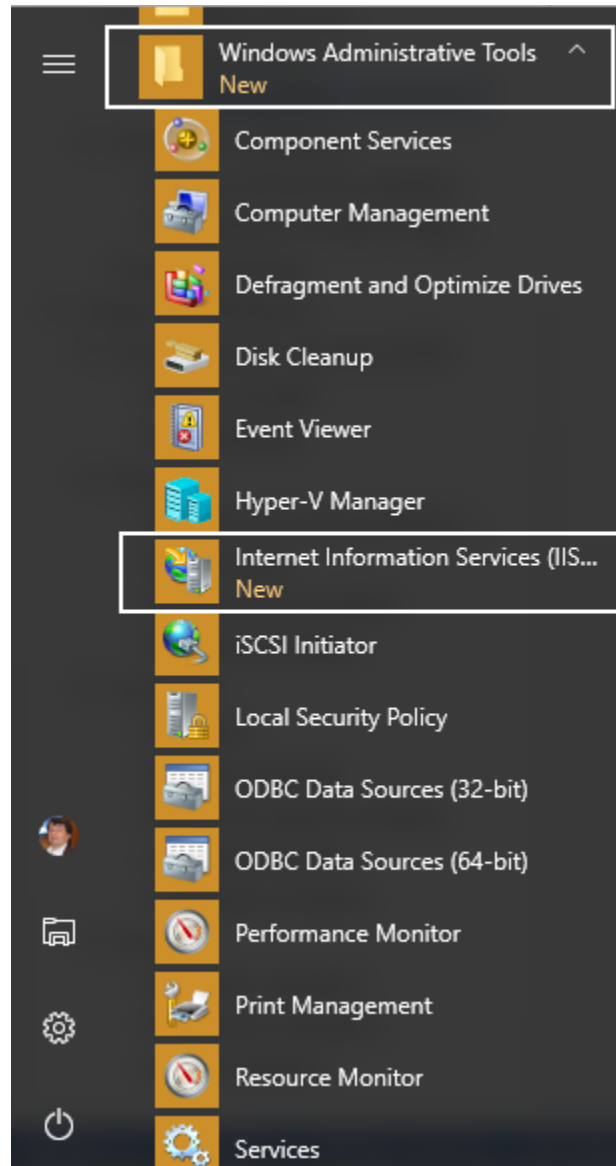 Windows Administrative Tools
New
Component Services
Computer Management
Defragment and Optimize Drives
Disk Cleanup
Event Viewer
Hyper-V Manager
Internet Information Services (IIS...
New
iSCSI Initiator
Local Security Policy
ODBC Data Sources (32-bit)
ODBC Data Sources (64-bit)
Performance Monitor
Print Management
Resource Monitor
Services